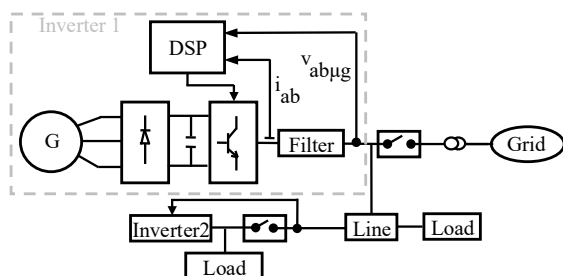 Inverter 1
DSP
v
abµg
i
ab
G
Filter
Grid
Inverter2
Line
Load
Load